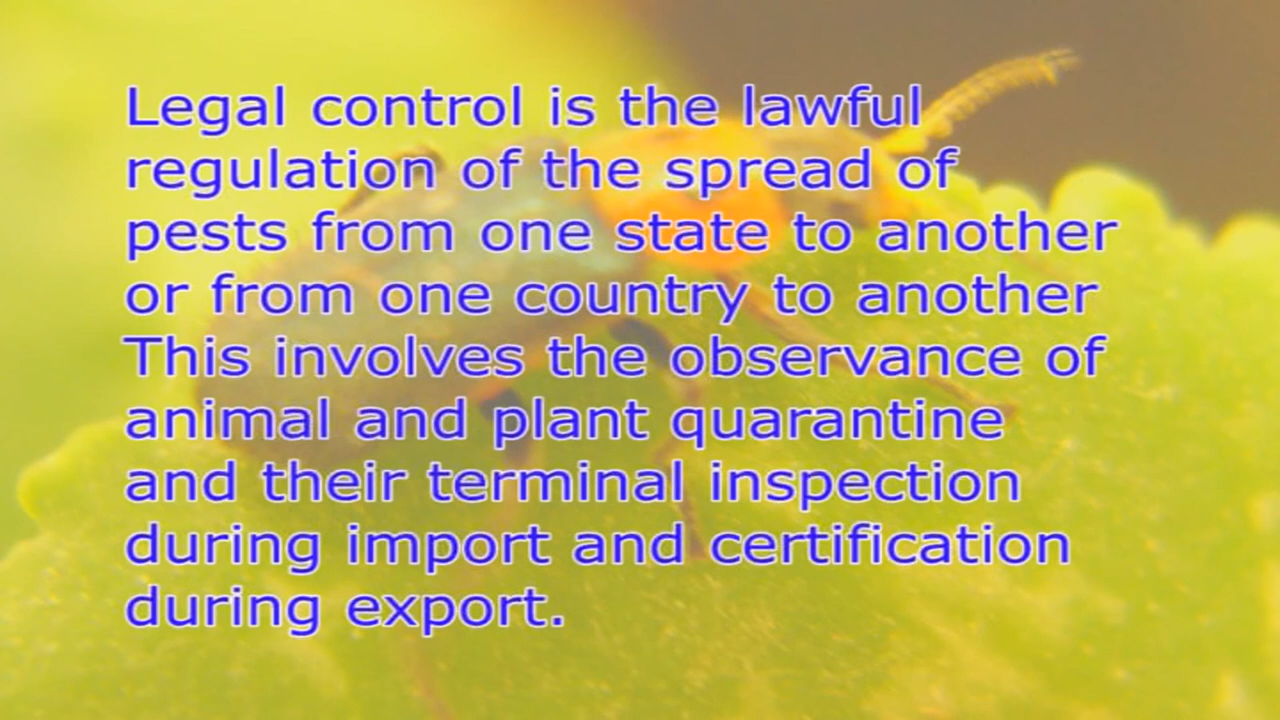 Legal control is the lawful
regulation of the spread of
pests from one state to another
or from one country to another
This involves the observance of
animal and plant quarantine
and their terminal inspection
during import and certification
during export.